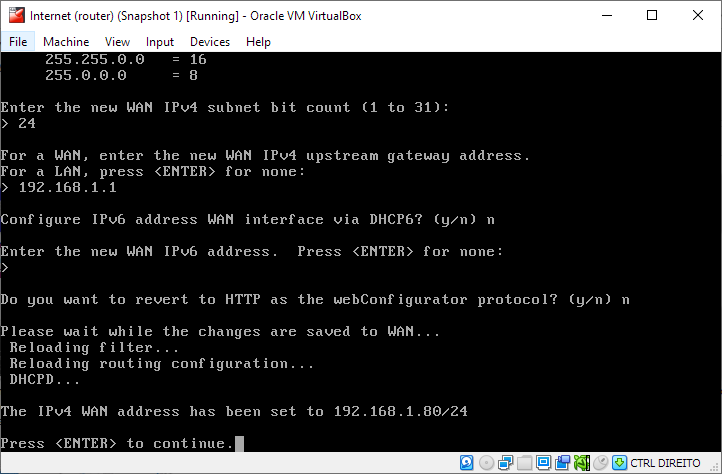 Internet (router) (Snapshot 1) [Running] - Oracle VM VirtualBox
File Machine View Input Devices Help
255.255.0.0 = 16
255.0.0.0 = 8
Enter the new WAN IPv4 subnet bit count (1 to 31):
> 24
For a WAN, enter the new WAN IPv4 upstream gateway address.
For a LAN, press <ENTER> for none:
> 192.168.1.1
Configure IPv6 address WAN interface via DHCP6? (y/n) n
Enter the new WAN IPv6 address.  Press <ENTER> for none:
>
Do you want to revert to HTTP as the webConfigurator protocol? (y/n) n
Please wait while the changes are saved to WAN...
Reloading filter...
Reloading routing configuration...
DHCPD...
The IPv4 WAN address has been set to 192.168.1.80/24
Press <ENTER> to continue.
CTRL DIREITO